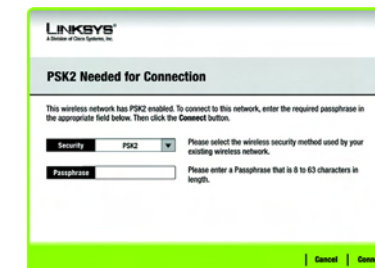 LINKSYS®
A Division of Cisco Systems, Inc.
PSK2 Needed for Connection
This wireless network has PSK2 enabled. To connect to this network, enter the required passphrase in
the appropriate field below. Then click the Connect button.
Security PSK2 Please select the wireless security method used by your
existing wireless network.
Passphrase Please enter a Passphrase that is 8 to 63 characters in
length.
Cancel Conn